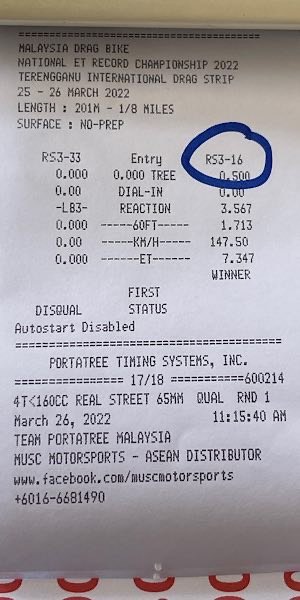 MALAYSIA DRAG BIKE
NATIONAL ET RECORD CHAMPIONSHIP 2022
TERENGGANU INTERNATIONAL DRAG STRIP
25 - 26 MARCH 2022
LENGTH : 201M - 1/8 MILES
SURFACE : NO-PREP
RS3-33 Entry RS3-16
0.000 0.000 TREE 0.500
0.00 DIAL-IN 0.00
-LB3- REACTION 3.567
0.000 ------60FT------ 1.713
0.00 ------KM/H------ 147.50
0.000 -------ET------- 7.347
WINNER
FIRST
DISQUAL STATUS
Autostart Disabled
PORTATREE TIMING SYSTEMS, INC.
================ 17/18 ===========600214
4T<160CC REAL STREET 65MM QUAL RND 1
March 26, 2022 11:15:40 AM
TEAM PORTATREE MALAYSIA
MUSC MOTORSPORTS - ASEAN DISTRIBUTOR
www.facebook.com/muscmotorsports
+6016-6681490